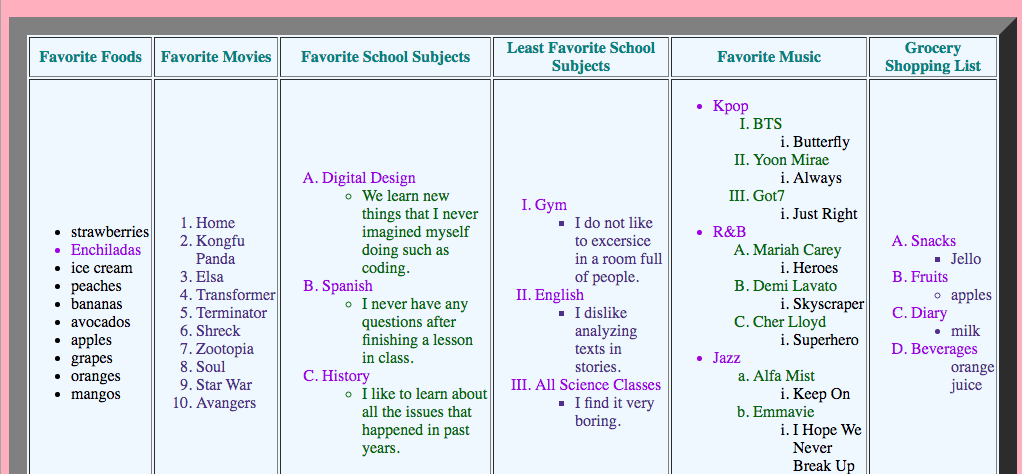 Favorite Foods
Favorite Movies
Favorite School Subjects
Least Favorite School
Subjects
Favorite Music
Grocery
Shopping List
strawberries
Enchiladas
ice cream
peaches
bananas
avocados
apples
grapes
oranges
mangos
1. Home
2. Kongfu
Panda
3. Elsa
4. Transformer
5. Terminator
6. Shreck
7. Zootopia
8. Soul
9. Star War
10. Avangers
A. Digital Design
We learn new
things that I never
imagined myself
doing such as
coding.
B. Spanish
I never have any
questions after
finishing a lesson
in class.
C. History
I like to learn about
all the issues that
happened in past
years.
I. Gym
I do not like
to excersice
in a room full
of people.
II. English
I dislike
analyzing
texts in
stories.
III. All Science Classes
I find it very
boring.
Kpop
I. BTS
i. Butterfly
II. Yoon Mirae
i. Always
III. Got7
i. Just Right
R&B
A. Mariah Carey
i. Heroes
B. Demi Lavato
i. Skyscraper
C. Cher Lloyd
i. Superhero
Jazz
a. Alfa Mist
i. Keep On
b. Emmavie
i. I Hope We
Never
Break Up
A. Snacks
Jello
B. Fruits
apples
C. Diary
milk
D. Beverages
orange
juice